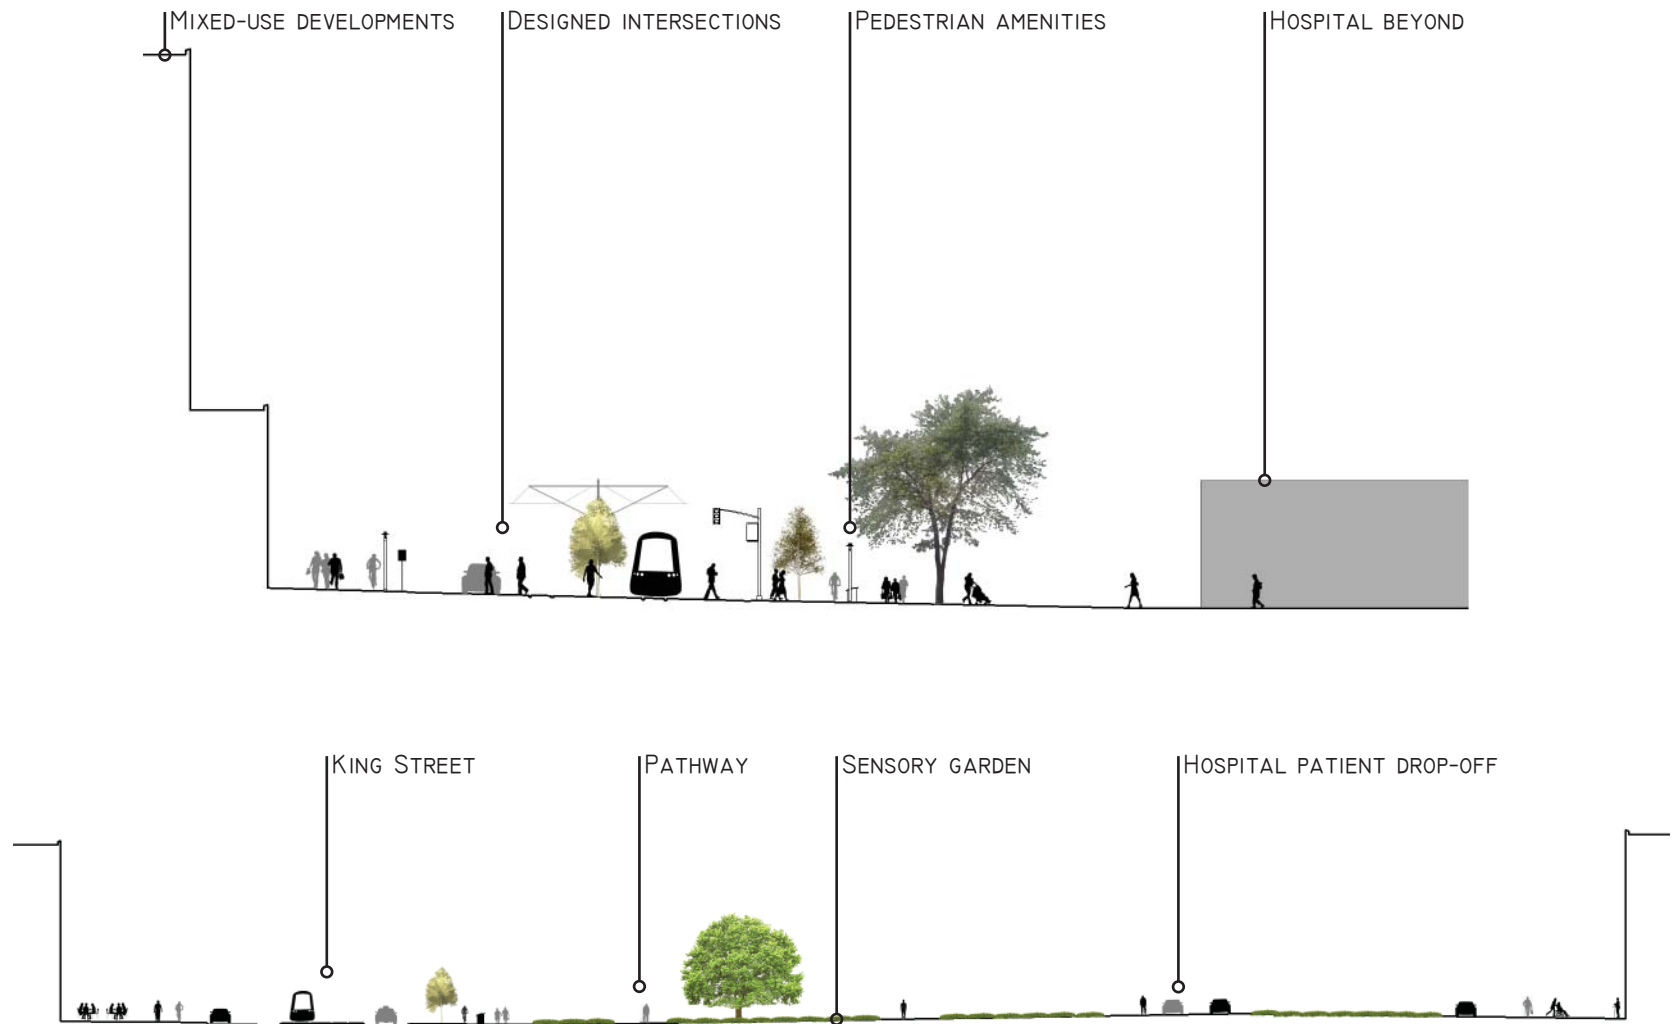 MIXED-USE DEVELOPMENTS
DESIGNED INTERSECTIONS
PEDESTRIAN AMENITIES
HOSPITAL BEYOND
KING STREET
PATHWAY
SENSORY GARDEN
HOSPITAL PATIENT DROP-OFF